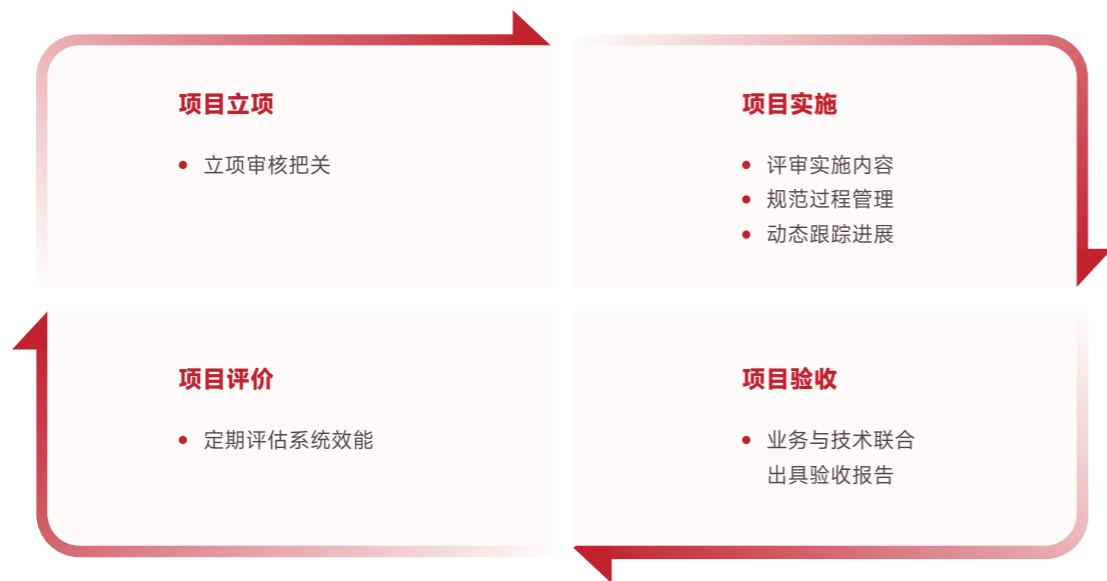 项目立项
立项审核把关
项目实施
评审实施内容
规范过程管理
动态跟踪进展
项目评价
定期评估系统效能
项目验收
业务与技术联合
出具验收报告